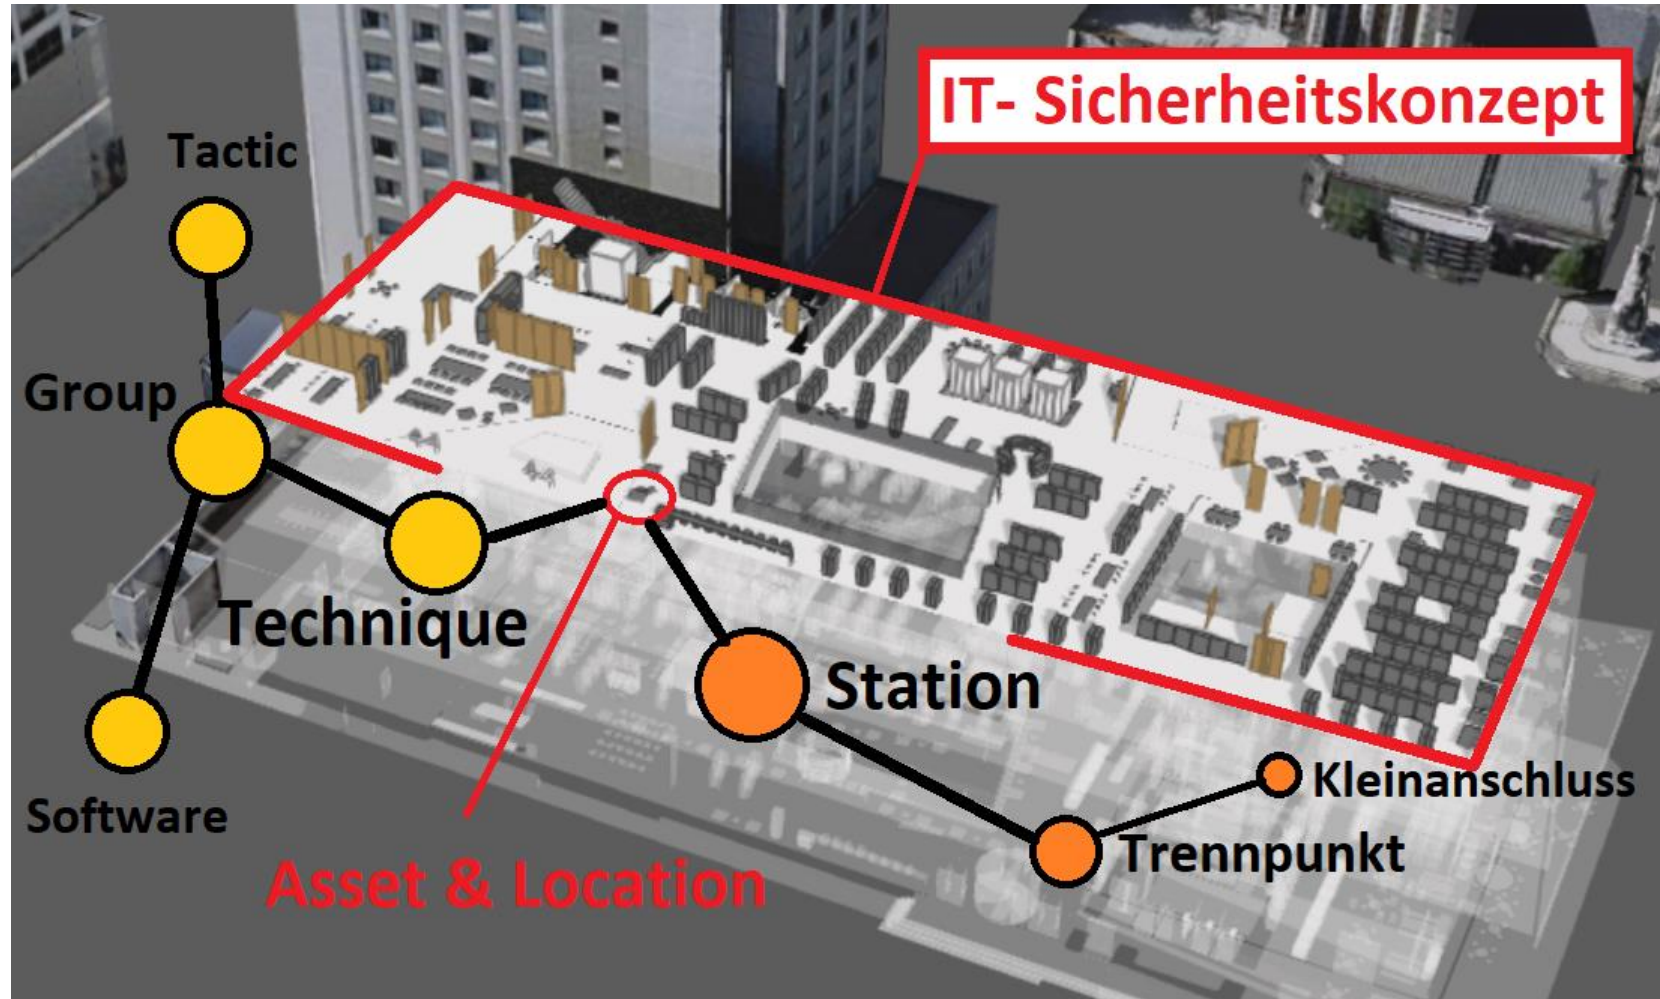 IT- Sicherheitskonzept
Tactic
Group
Technique
Station
Kleinanschluss
Software
Trennpunkt
Asset & Location